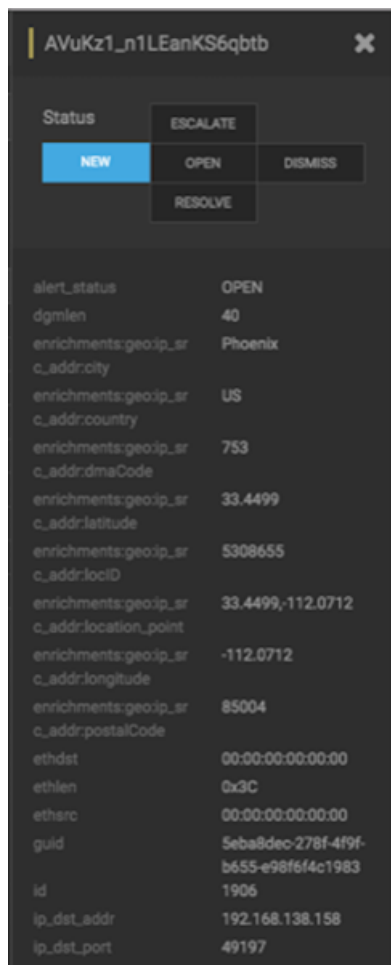 AVuKz1_n1LEanKS6qbtb
Status
ESCALATE
NEW
OPEN
DISMISS
RESOLVE
alert_status OPEN
dgmlen 40
enrichments:geo:ip_sr Phoenix
c_addr:city
enrichments:geo:ip_sr US
c_addr:country
enrichments:geo:ip_sr 753
c_addr:dmaCode
enrichments:geo:ip_sr 33.4499
c_addr:latitude
enrichments:geo:ip_sr 5308655
c_addr:locID
enrichments:geo:ip_sr 33.4499,-112.0712
c_addr:location_point
enrichments:geo:ip_sr -112.0712
c_addr:longitude
enrichments:geo:ip_sr 85004
c_addr:postalCode
ethdst 00:00:00:00:00:00
ethlen 0x3C
ethsrc 00:00:00:00:00:00
guid 5eba8dec-278f-4f9f-
b655-e98f6f4c1983
id 1906
ip_dst_addr 192.168.138.158
ip_dst_port 49197